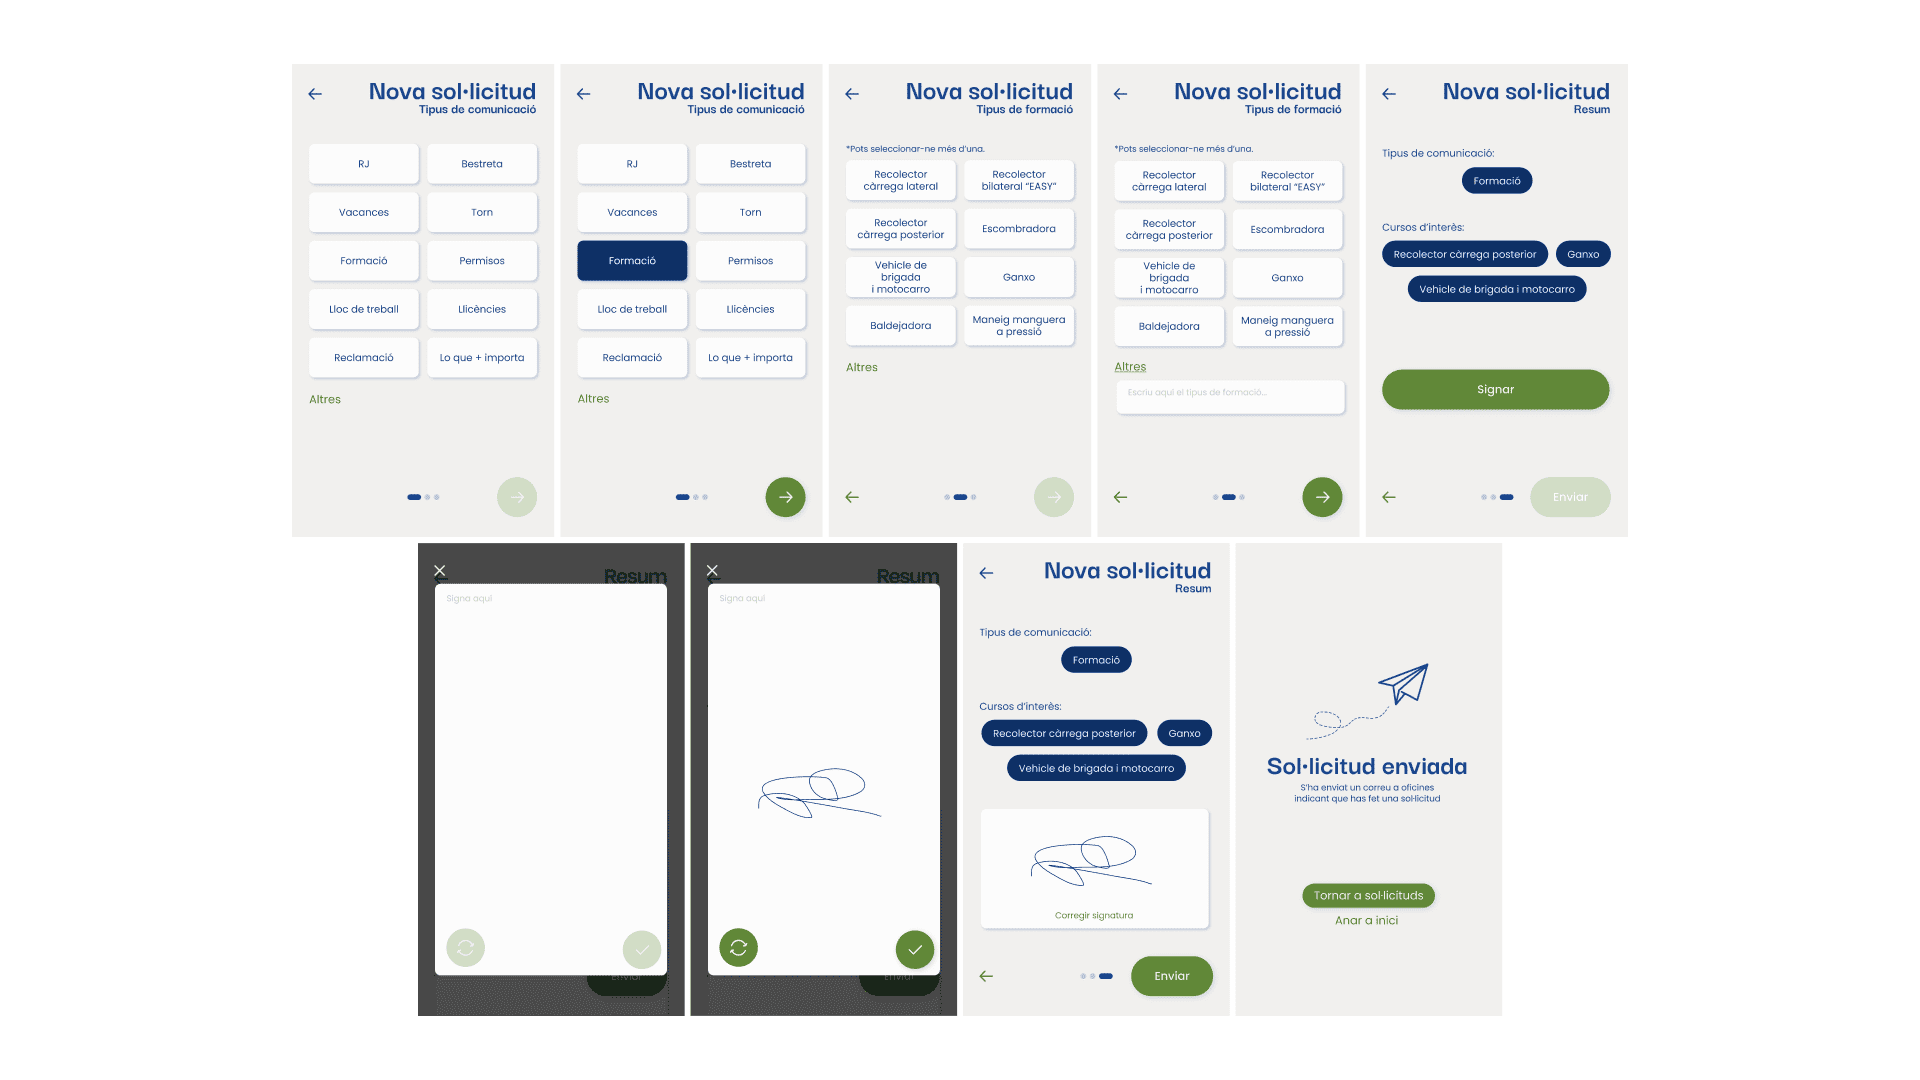 Nova sol·licitud
Tipus de comunicació
RJ
Bestreta
Vacances
Torn
Formació
Permisos
Lloc de treball
Llicències
Reclamació
Lo que + importa
Altres
Nova sol·licitud
Tipus de comunicació
RJ
Bestreta
Vacances
Torn
Formació
Permisos
Lloc de treball
Llicències
Reclamació
Lo que + importa
Altres
Nova sol·licitud
Tipus de formació
*Pots seleccionar-ne més d'una.
Recolector
càrrega lateral
Recolector
bilateral “EASY”
Recolector
càrrega posterior
Escombradora
Vehicle de
brigada
i motocarro
Ganxo
Baldejadora
Maneig manguera
a pressió
Altres
Nova sol·licitud
Tipus de formació
*Pots seleccionar-ne més d'una.
Recolector
càrrega lateral
Recolector
bilateral “EASY”
Recolector
càrrega posterior
Escombradora
Vehicle de
brigada
i motocarro
Ganxo
Baldejadora
Maneig manguera
a pressió
Altres
Escriu aquí el tipus de formació...
Nova sol·licitud
Resum
Tipus de comunicació:
Formació
Cursos d'interès:
Recolector càrrega posterior
Ganxo
Vehicle de brigada i motocarro
Signar
Enviar
Resum
Signa aquí
Enviar
Resum
Signa aquí
Enviar
Nova sol·licitud
Resum
Tipus de comunicació:
Formació
Cursos d'interès:
Recolector càrrega posterior
Ganxo
Vehicle de brigada i motocarro
Corregir signatura
Enviar
Sol·licitud enviada
S'ha enviat un correu a oficines
indicant que has fet una sol·licitud
Tornar a sol·licituds
Anar a inici